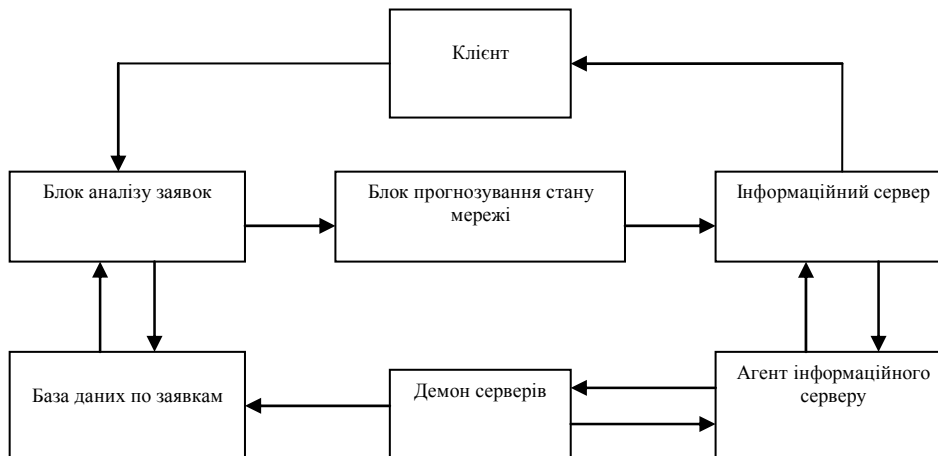 Клієнт
Блок аналізу заявок
Блок прогнозування стану
мережі
Інформаційний сервер
База даних по заявкам
Демон серверів
Агент інформаційного
серверу